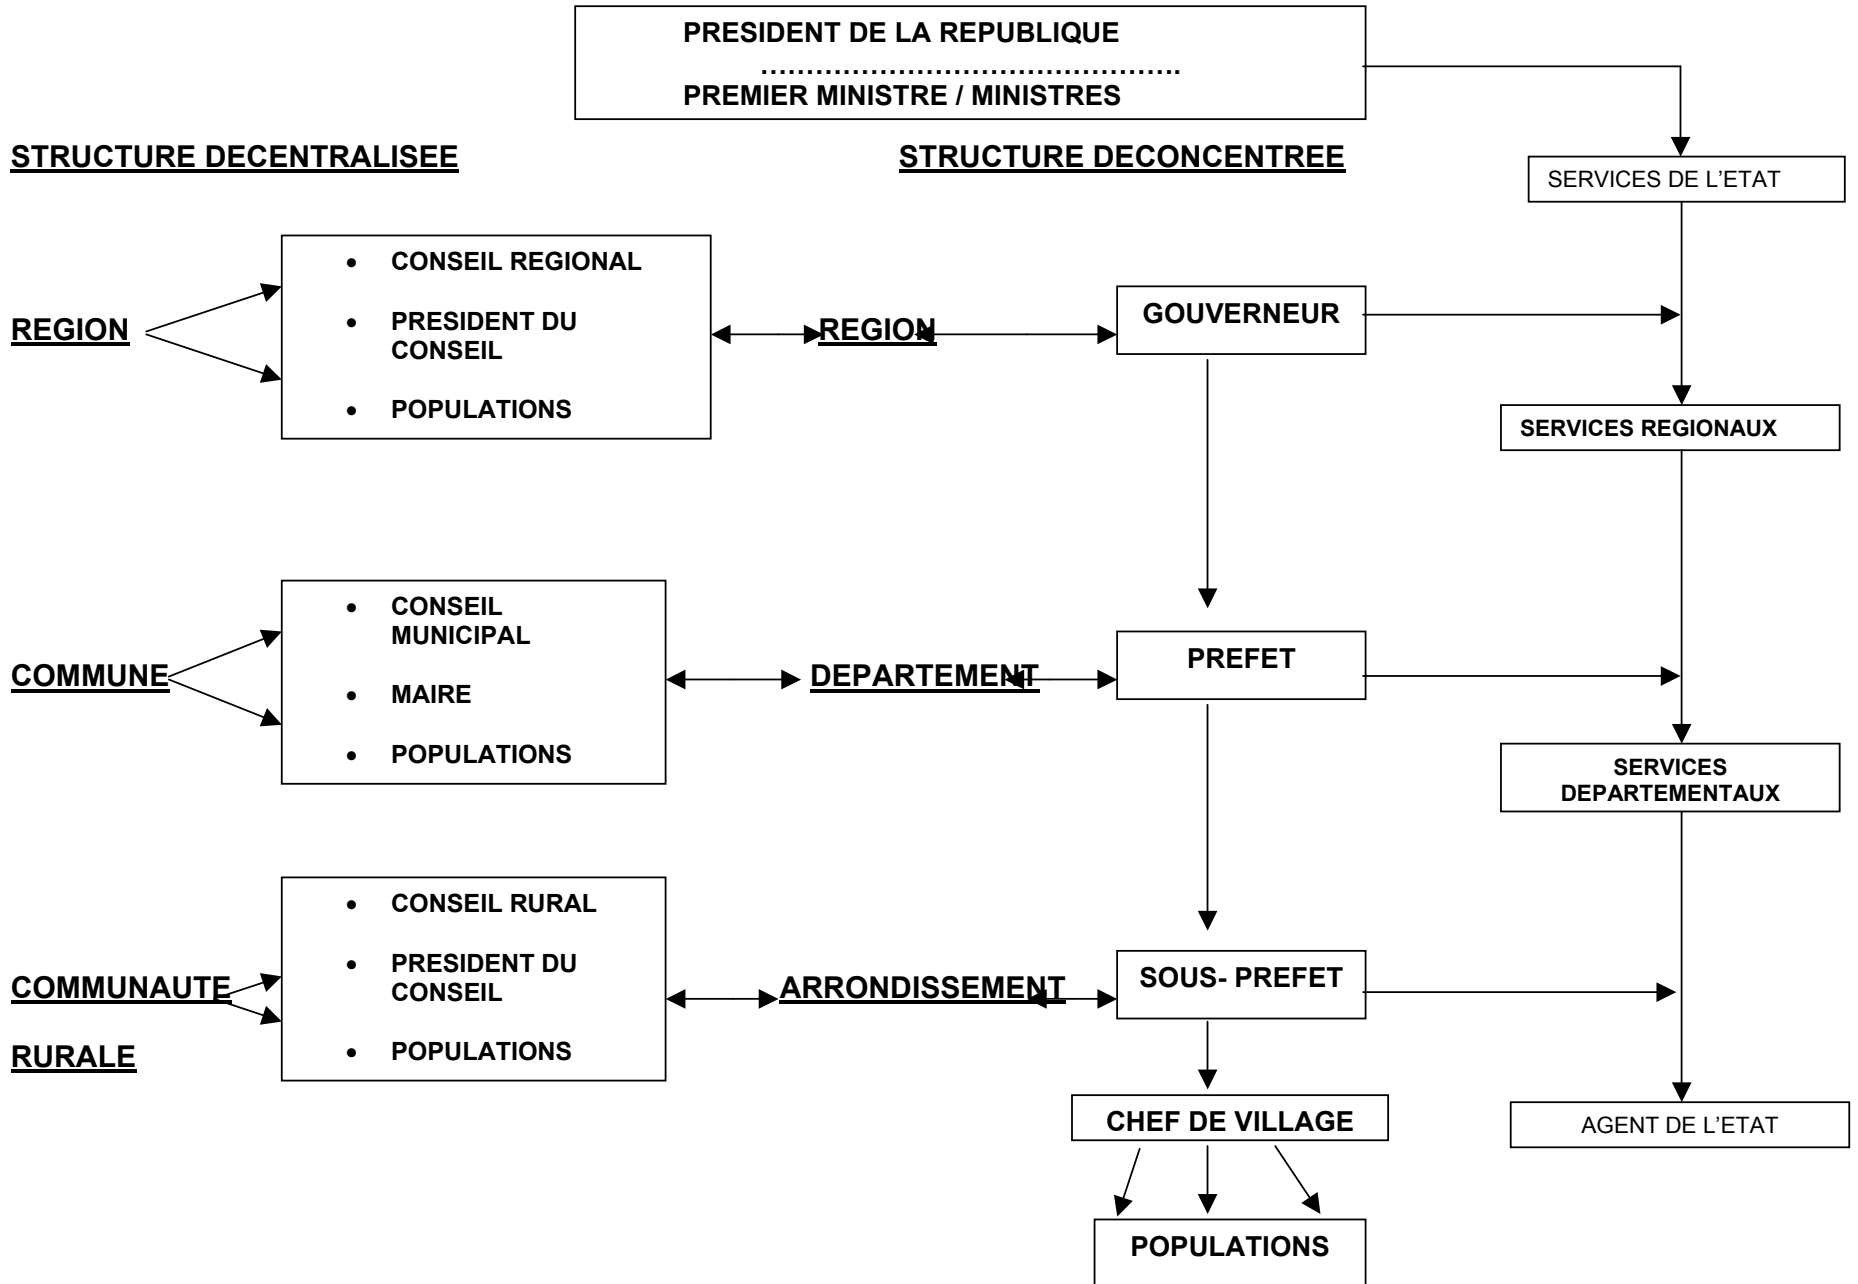 PRESIDENT DE LA REPUBLIQUE
…………………………………………….
PREMIER MINISTRE / MINISTRES
STRUCTURE DECENTRALISEE
STRUCTURE DECONCENTREE
SERVICES DE L’ETAT
REGION
• CONSEIL REGIONAL
• PRESIDENT DU
CONSEIL
• POPULATIONS
REGION
GOUVERNEUR
SERVICES REGIONAUX
COMMUNE
• CONSEIL
MUNICIPAL
• MAIRE
• POPULATIONS
DEPARTEMENT
PREFET
SERVICES
DEPARTEMENTAUX
COMMUNAUTE
RURALE
• CONSEIL RURAL
• PRESIDENT DU
CONSEIL
• POPULATIONS
ARRONDISSEMENT
SOUS- PREFET
CHEF DE VILLAGE
AGENT DE L’ETAT
POPULATIONS